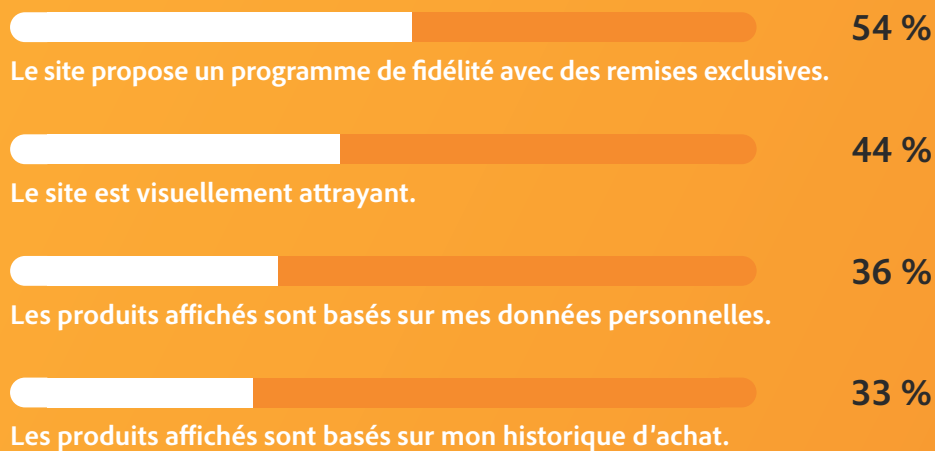 54 %
Le site propose un programme de fidélité avec des remises exclusives.
44 %
Le site est visuellement attrayant.
36 %
Les produits affichés sont basés sur mes données personnelles.
33 %
Les produits affichés sont basés sur mon historique d'achat.